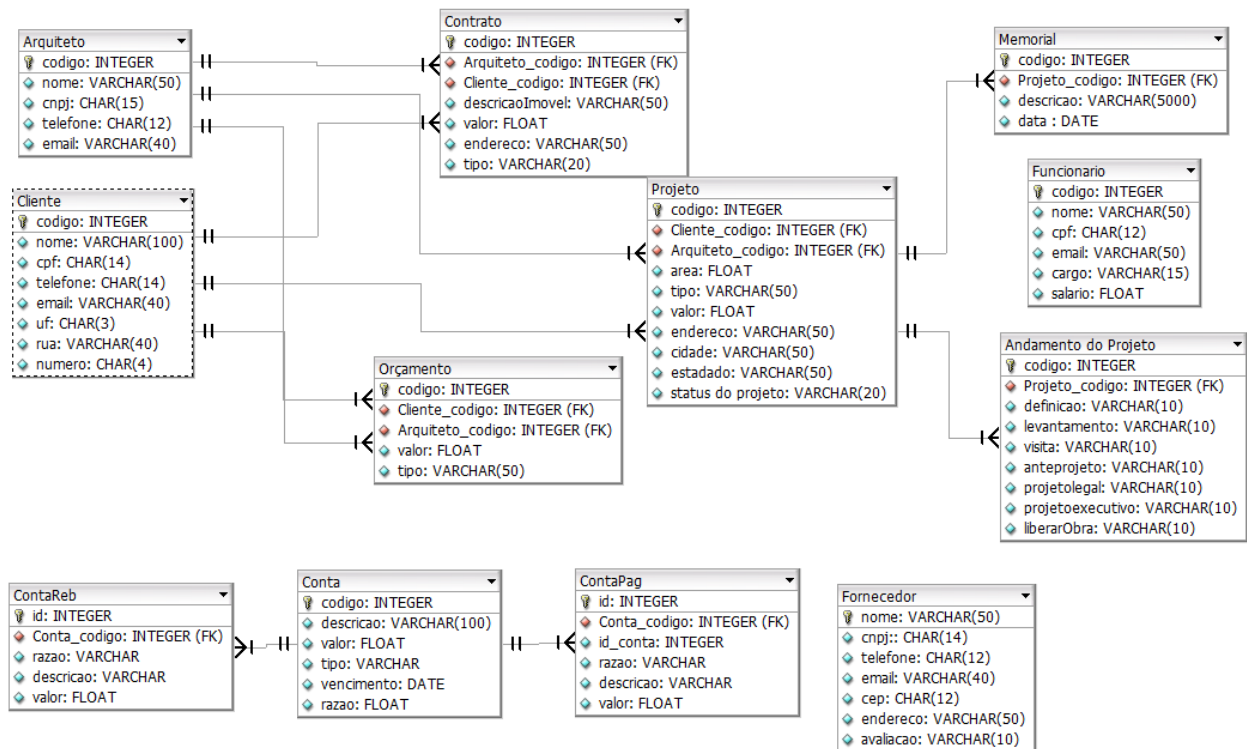 Arquiteto
codigo: INTEGER
nome: VARCHAR(50)
cnpj: CHAR(15)
telefone: CHAR(12)
email: VARCHAR(40)
Contrato
codigo: INTEGER
Arquiteto_codigo: INTEGER (FK)
Cliente_codigo: INTEGER (FK)
descricaoImovel: VARCHAR(50)
valor: FLOAT
endereco: VARCHAR(50)
tipo: VARCHAR(20)
Memorial
codigo: INTEGER
Projeto_codigo: INTEGER (FK)
descricao: VARCHAR(5000)
data : DATE
Funcionario
codigo: INTEGER
nome: VARCHAR(50)
cpf: CHAR(12)
email: VARCHAR(50)
cargo: VARCHAR(15)
salario: FLOAT
Cliente
codigo: INTEGER
nome: VARCHAR(100)
cpf: CHAR(14)
telefone: CHAR(14)
email: VARCHAR(40)
uf: CHAR(3)
rua: VARCHAR(40)
numero: CHAR(4)
Projeto
codigo: INTEGER
Cliente_codigo: INTEGER (FK)
Arquiteto_codigo: INTEGER (FK)
area: FLOAT
tipo: VARCHAR(50)
valor: FLOAT
endereco: VARCHAR(50)
cidade: VARCHAR(50)
estadado: VARCHAR(50)
status do projeto: VARCHAR(20)
Orçamento
codigo: INTEGER
Cliente_codigo: INTEGER (FK)
Arquiteto_codigo: INTEGER (FK)
valor: FLOAT
tipo: VARCHAR(50)
Andamento do Projeto
codigo: INTEGER
Projeto_codigo: INTEGER (FK)
definicao: VARCHAR(10)
levantamento: VARCHAR(10)
visita: VARCHAR(10)
anteprojeto: VARCHAR(10)
projetolegal: VARCHAR(10)
projetoexecutivo: VARCHAR(10)
liberarObra: VARCHAR(10)
ContaReb
id: INTEGER
Conta_codigo: INTEGER (FK)
razao: VARCHAR
descricao: VARCHAR
valor: FLOAT
Conta
codigo: INTEGER
descricao: VARCHAR(100)
valor: FLOAT
tipo: VARCHAR
vencimento: DATE
razao: FLOAT
ContaPag
id: INTEGER
Conta_codigo: INTEGER (FK)
id_conta: INTEGER
razao: VARCHAR
descricao: VARCHAR
valor: FLOAT
Fornecedor
nome: VARCHAR(50)
cnpj:: CHAR(14)
telefone: CHAR(12)
email: VARCHAR(40)
cep: CHAR(12)
endereco: VARCHAR(50)
avaliacao: VARCHAR(10)